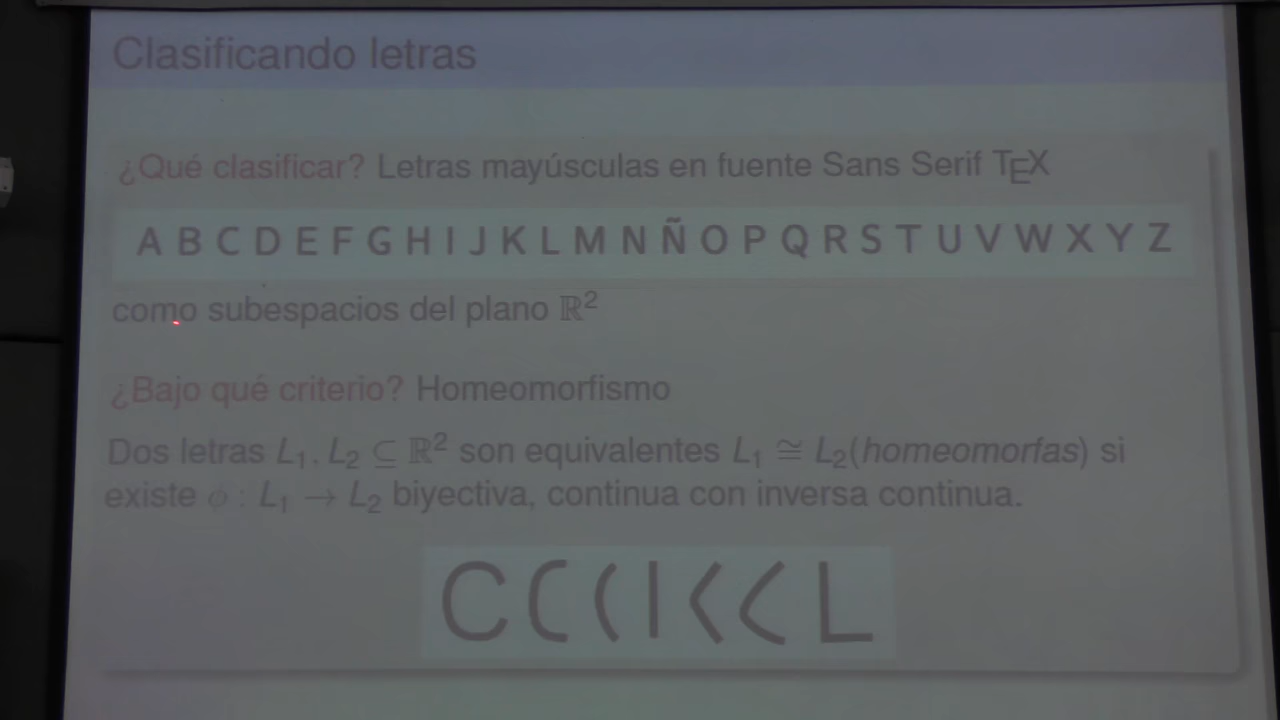 Clasificando letras
¿Qué clasificar? Letras mayúsculas en fuente Sans Serif TEX
A B C D E F G H I J K L M N Ñ O P Q R S T U V W X Y Z
como subespacios del plano ℝ²
¿Bajo qué criterio? Homeomorfismo
Dos letras L₁, L₂ ⊆ ℝ² son equivalentes L₁ ≅ L₂(homeomorfas) si
existe φ : L₁ → L₂ biyectiva, continua con inversa continua.
C C ( I < < L